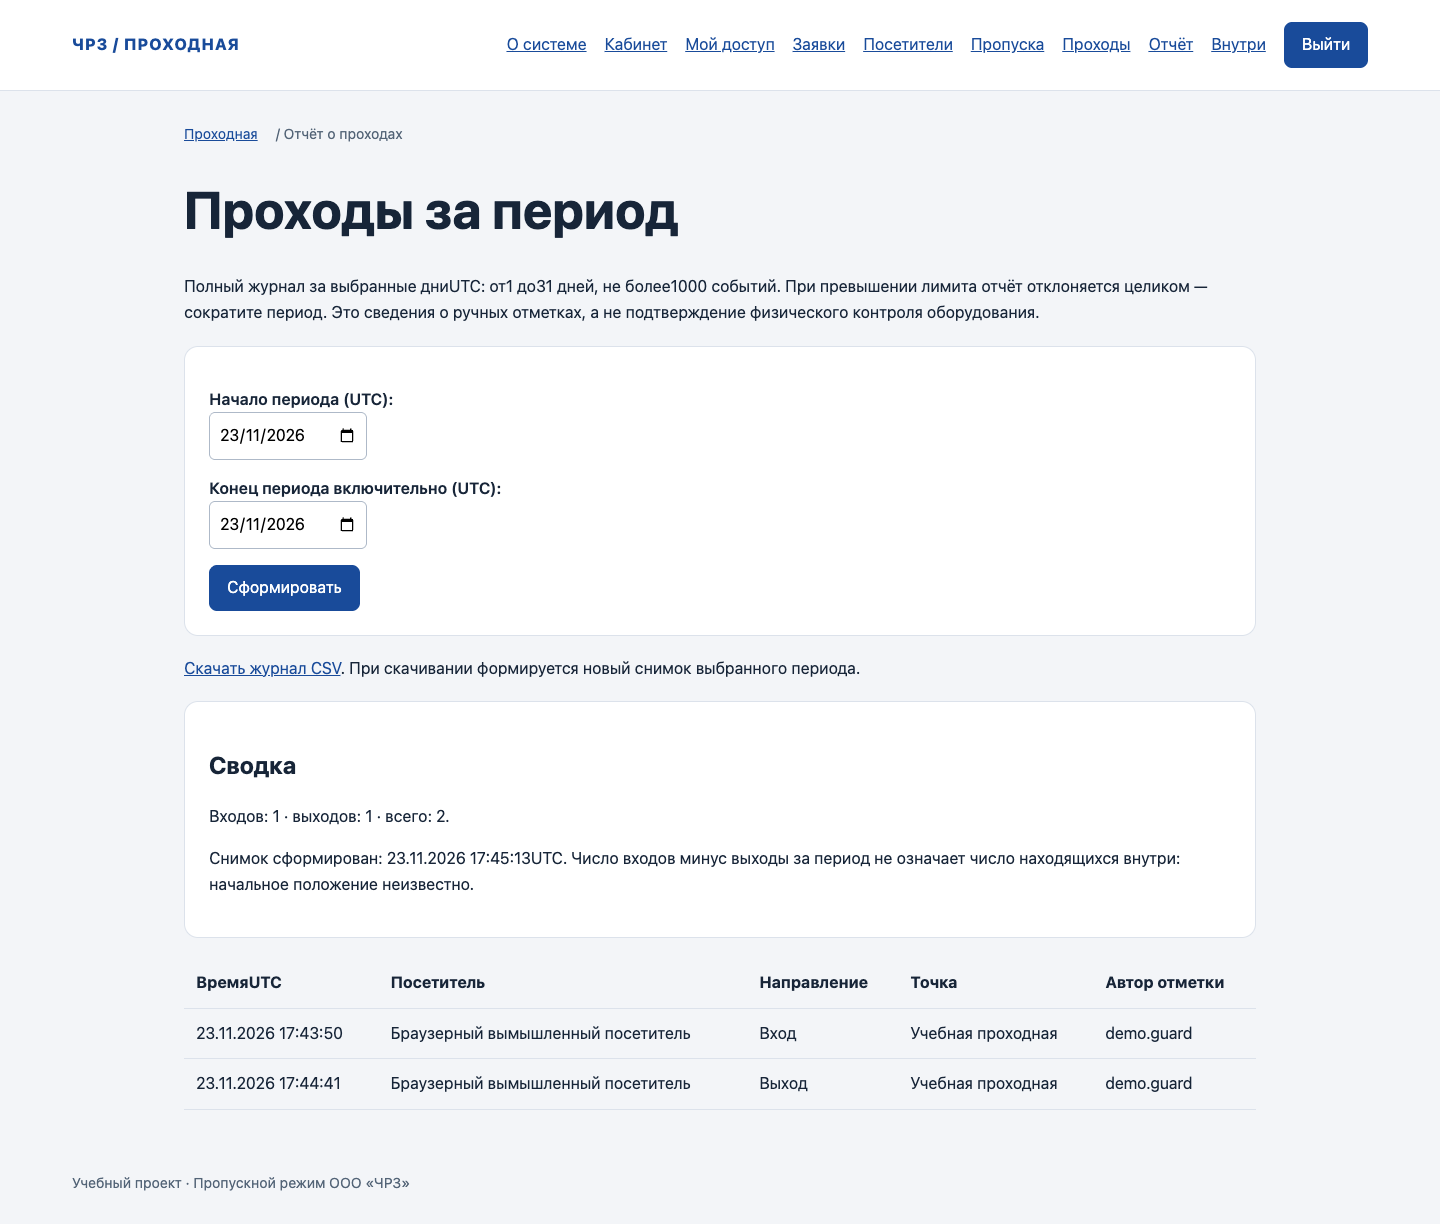 ЧРЗ / ПРОХОДНАЯ
О системе Кабинет Мой доступ Заявки Посетители Пропуска Проходы Отчёт Внутри Выйти
Проходная / Отчёт о проходах
Проходы за период
Полный журнал за выбранные дниUTC: от1 до31 дней, не более1000 событий. При превышении лимита отчёт отклоняется целиком —
сократите период. Это сведения о ручных отметках, а не подтверждение физического контроля оборудования.
Начало периода (UTC):
23/11/2026
Конец периода включительно (UTC):
23/11/2026
Сформировать
Скачать журнал CSV. При скачивании формируется новый снимок выбранного периода.
Сводка
Входов: 1 · выходов: 1 · всего: 2.
Снимок сформирован: 23.11.2026 17:45:13UTC. Число входов минус выходы за период не означает число находящихся внутри:
начальное положение неизвестно.
ВремяUTC Посетитель Направление Точка Автор отметки
23.11.2026 17:43:50 Браузерный вымышленный посетитель Вход Учебная проходная demo.guard
23.11.2026 17:44:41 Браузерный вымышленный посетитель Выход Учебная проходная demo.guard
Учебный проект · Пропускной режим ООО «ЧРЗ»